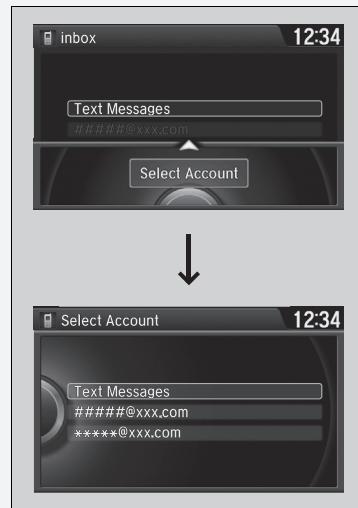 inbox 12:34
Text Messages
#####@xxx.com
Select Account
Select Account 12:34
Text Messages
#####@xxx.com
*****@xxx.com